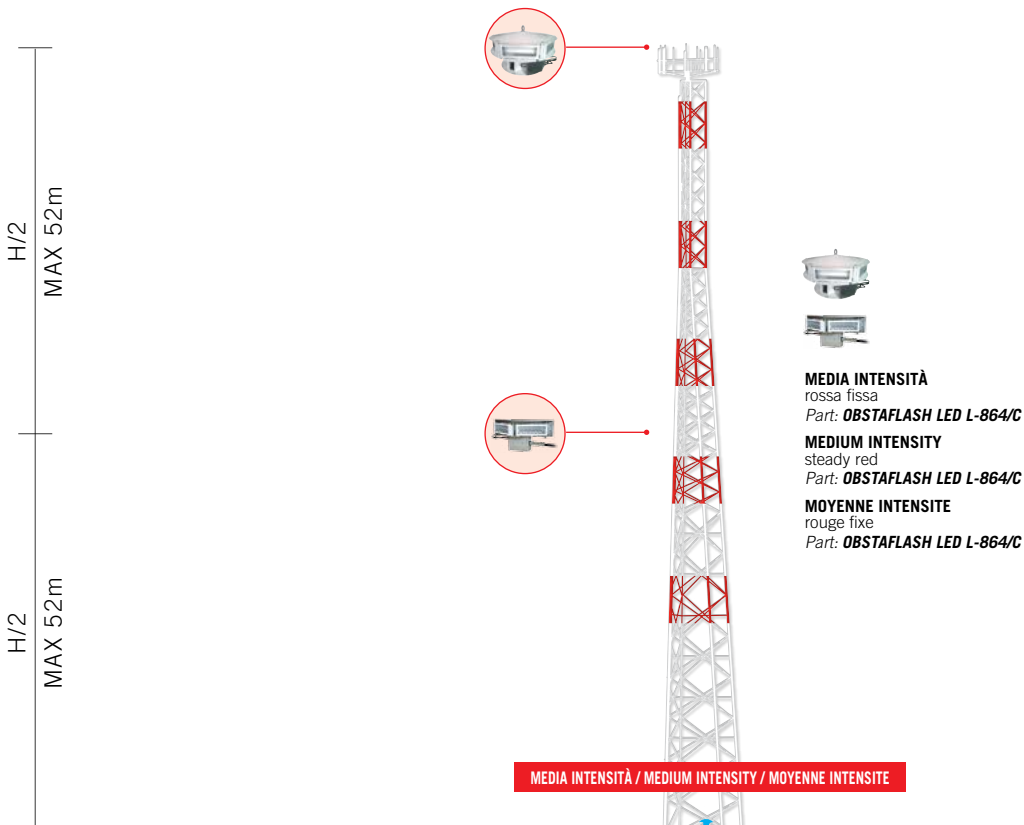 H/2
MAX 52m
H/2
MAX 52m
MEDIA INTENSITÀ
rossa fissa
Part: OBSTAFLASH LED L-864/C
MEDIUM INTENSITY
steady red
Part: OBSTAFLASH LED L-864/C
MOYENNE INTENSITE
rouge fixe
Part: OBSTAFLASH LED L-864/C
MEDIA INTENSITÀ / MEDIUM INTENSITY / MOYENNE INTENSITE